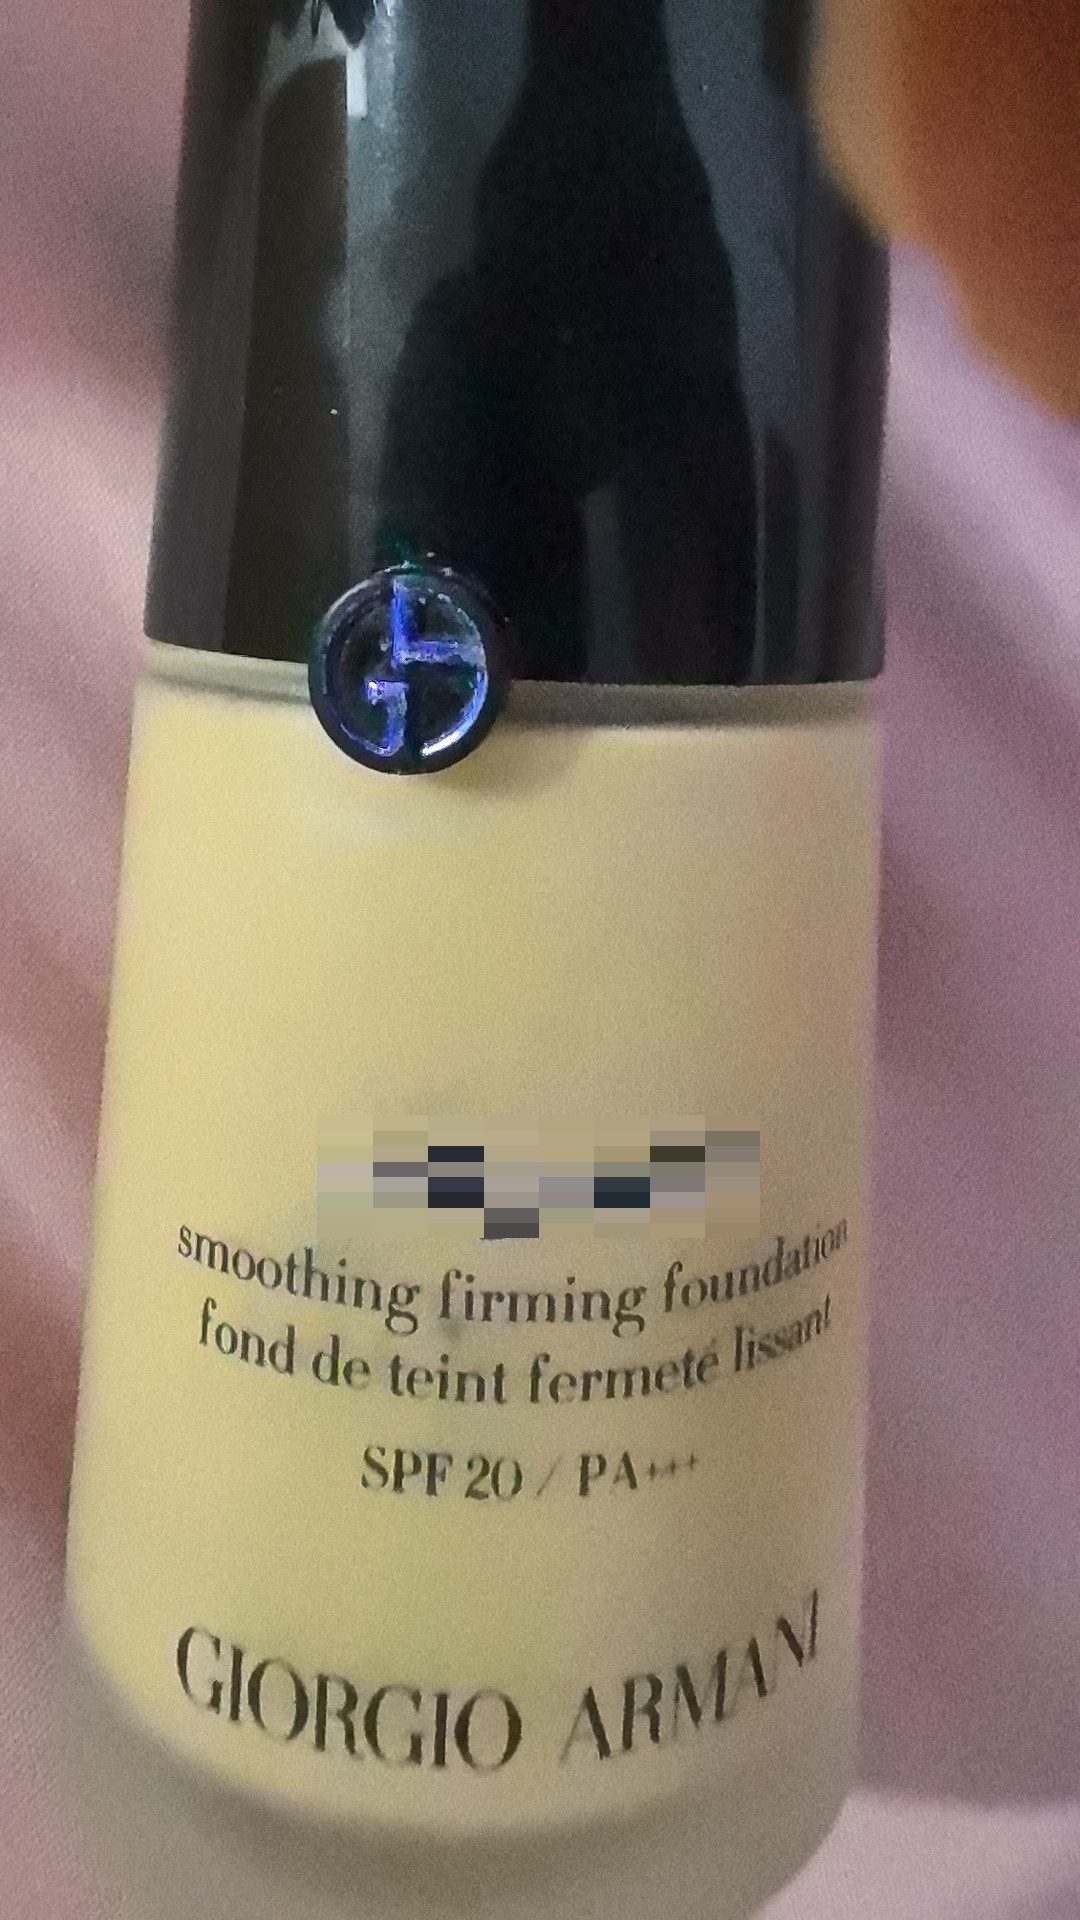 smoothing firming foundation
fond de teint fermeté lissant
SPF 20 / PA+++
GIORGIO ARMANI